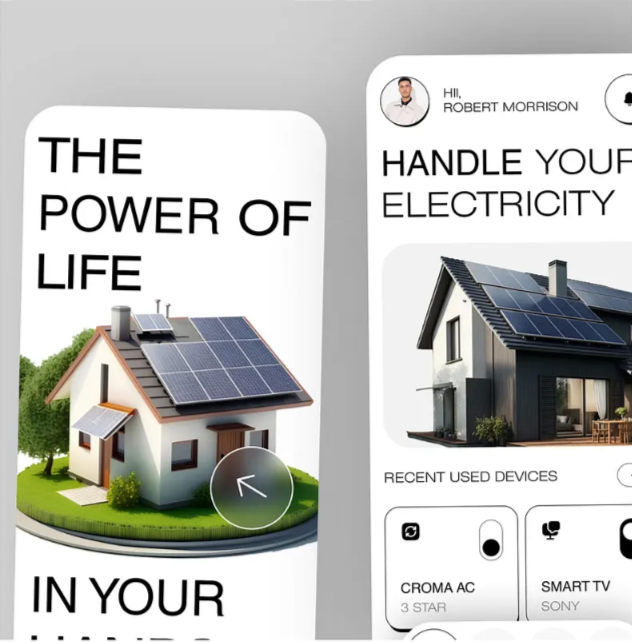 THE
POWER OF
LIFE
IN YOUR
HII,
ROBERT MORRISON
HANDLE YOUR
ELECTRICITY
RECENT USED DEVICES
CROMA AC
3 STAR
SMART TV
SONY